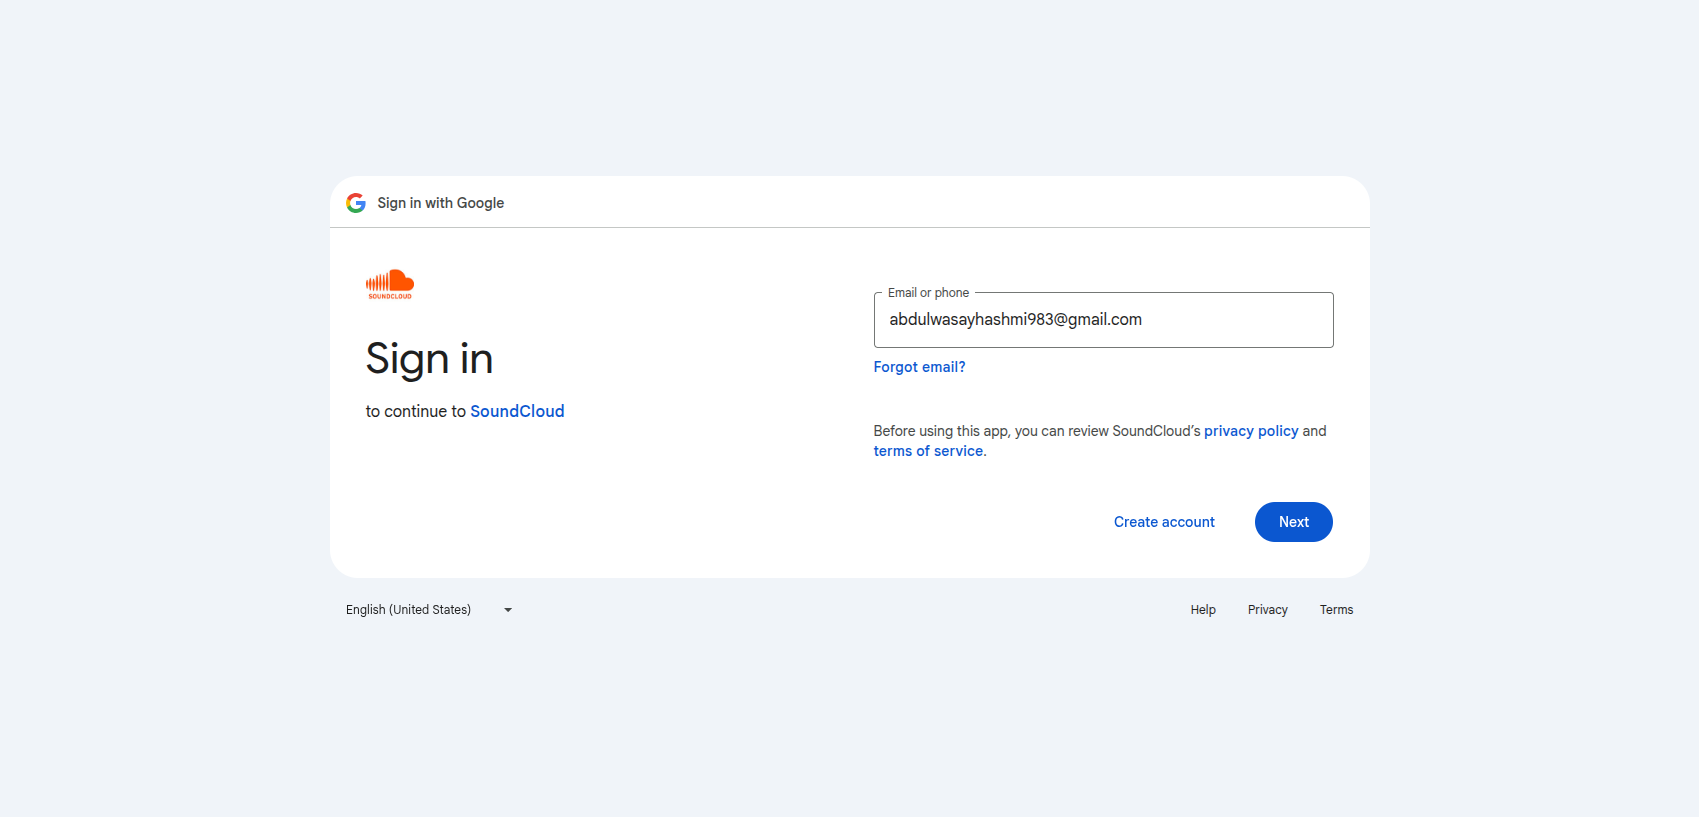 Sign in with Google
SOUNDCLOUD
Sign in
to continue to SoundCloud
Email or phone
abdulwasayhashmi983@gmail.com
Forgot email?
Before using this app, you can review SoundCloud’s privacy policy and
terms of service.
Create account
Next
English (United States)
Help
Privacy
Terms